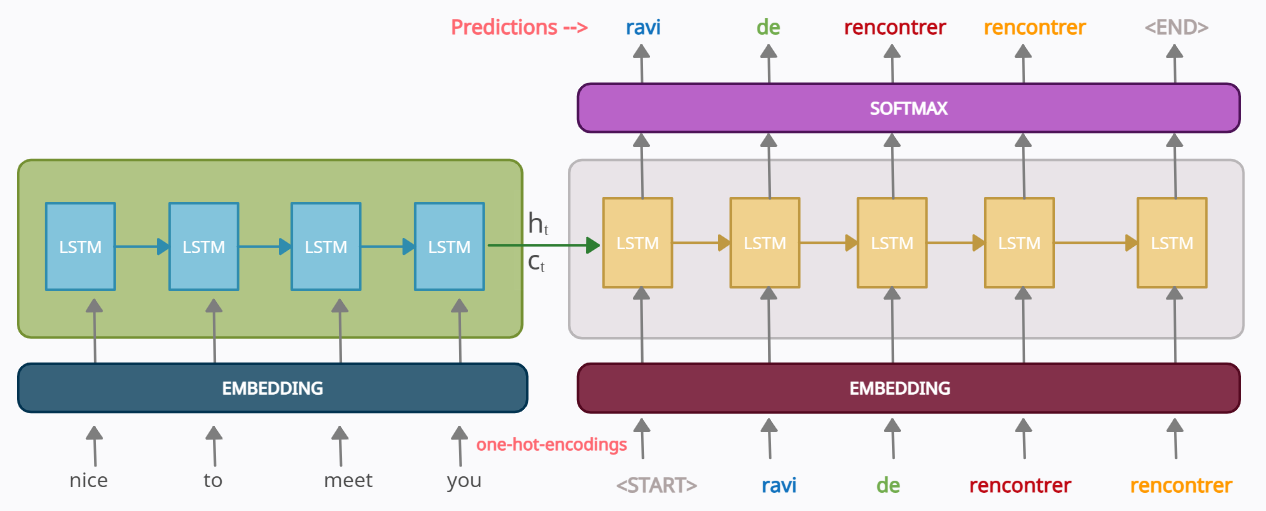 Predictions --> ravi de rencontrer rencontrer <END>
SOFTMAX
LSTM LSTM LSTM LSTM
hₜ
cₜ
LSTM LSTM LSTM LSTM LSTM
EMBEDDING
EMBEDDING
one-hot-encodings
nice to meet you
<START> ravi de rencontrer rencontrer